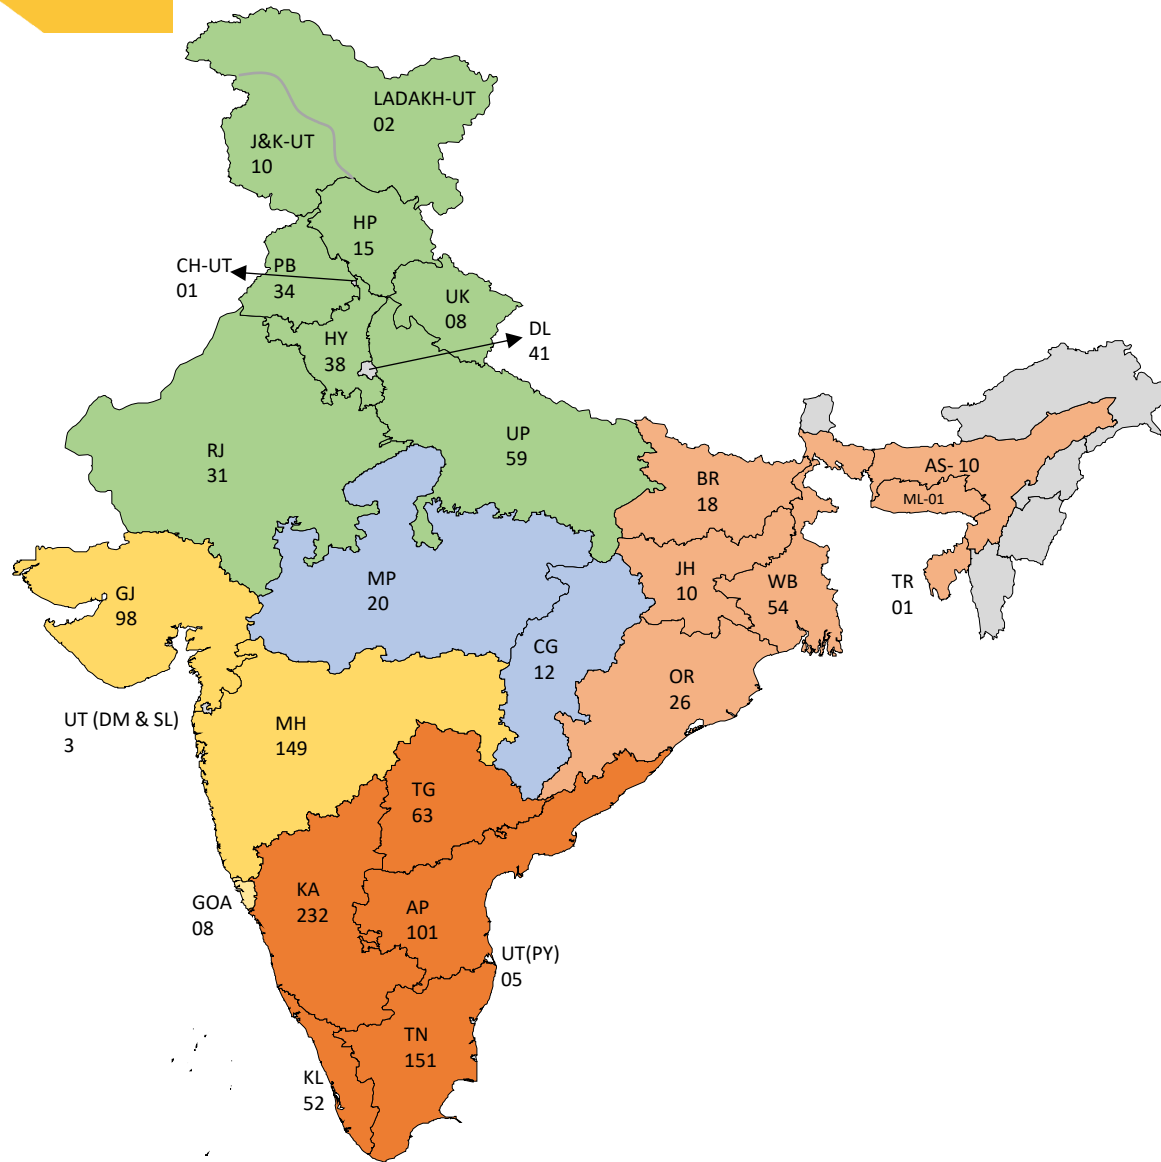 LADAKH-UT
02
J&K-UT
10
HP
15
CH-UT
01
PB
34
UK
08
DL
41
HY
38
RJ
31
UP
59
BR
18
AS- 10
ML-01
TR
01
JH
10
WB
54
MP
20
GJ
98
CG
12
OR
26
UT (DM & SL)
3
MH
149
TG
63
GOA
08
KA
232
AP
101
UT(PY)
05
TN
151
KL
52